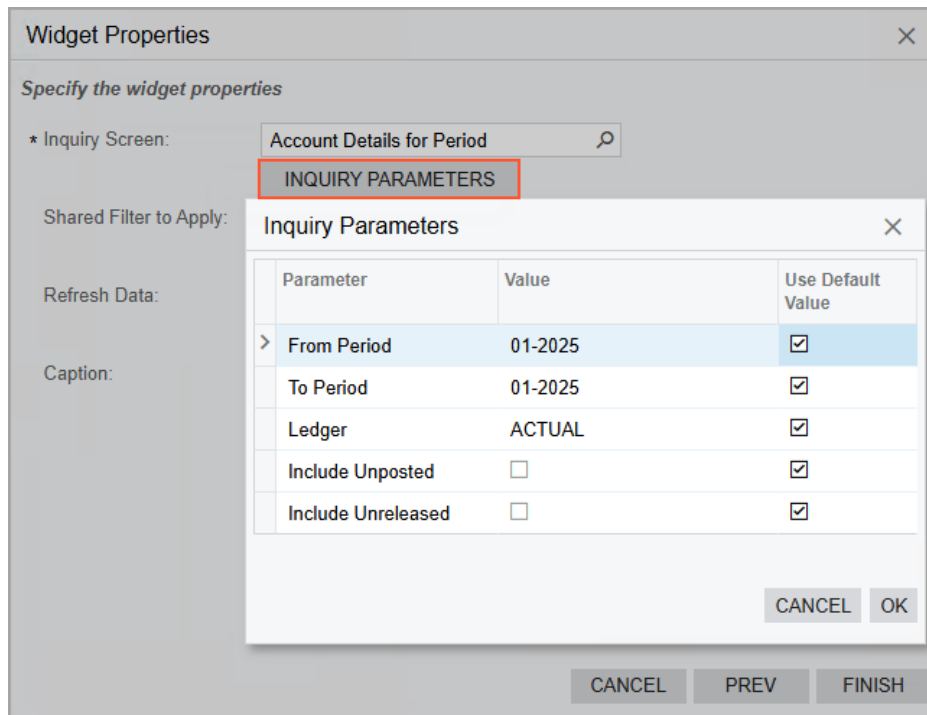 Widget Properties
Specify the widget properties
* Inquiry Screen: Account Details for Period
INQUIRY PARAMETERS
Shared Filter to Apply:
Refresh Data:
Caption:
Inquiry Parameters
Parameter Value Use Default
Value
From Period 01-2025
To Period 01-2025
Ledger ACTUAL
Include Unposted
Include Unreleased
CANCEL OK
CANCEL PREV FINISH